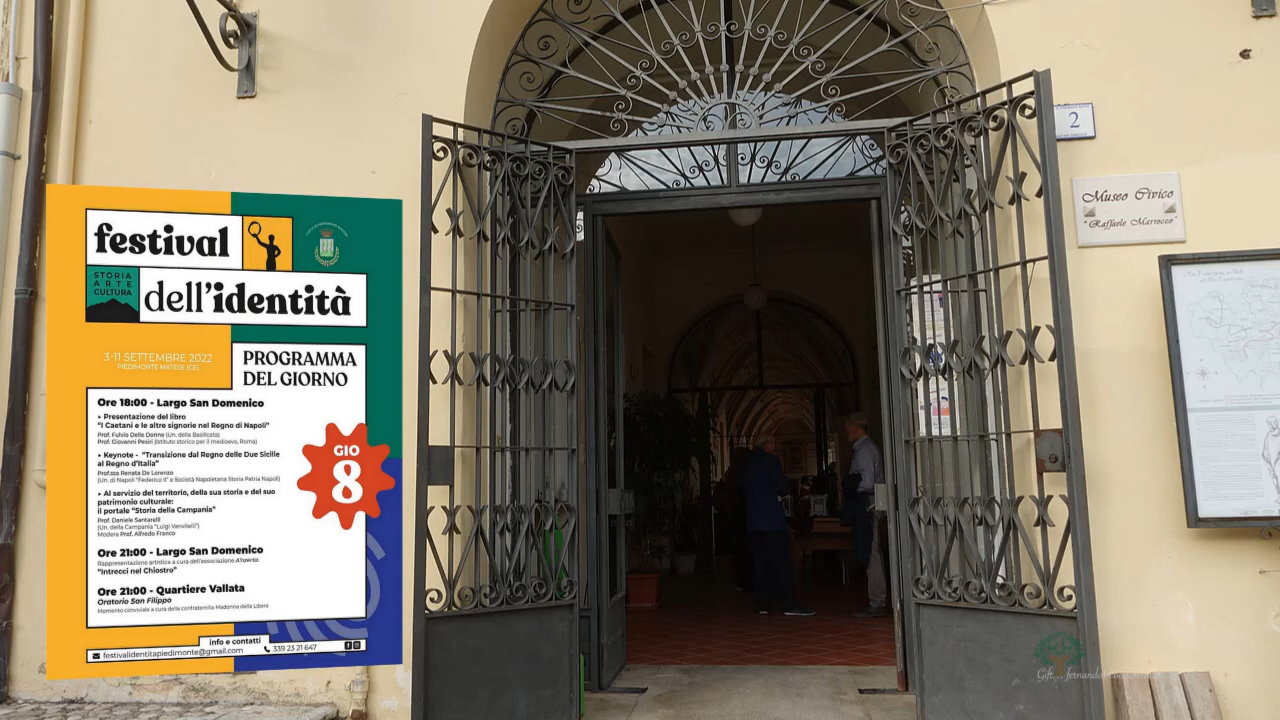 festival
STORIA
ARTE
CULTURA
dell'identità
3-11 SETTEMBRE 2022
PIEDIMONTE MATESE (CE)
PROGRAMMA
DEL GIORNO
Ore 18:00 - Largo San Domenico
▸ Presentazione del libro
"I Caetani e le altre signorie nel Regno di Napoli"
Prof. Fulvio Delle Donne (Un. della Basilicata)
Prof. Giovanni Pesiri (Istituto storico per il medioevo, Roma)
▸ Keynote - "Transizione dal Regno delle Due Sicilie
al Regno d'Italia"
Prof.ssa Renata De Lorenzo
(Un. di Napoli "Federico II" e Società Napoletana Storia Patria Napoli)
▸ Al servizio del territorio, della sua storia e del suo
patrimonio culturale:
il portale "Storia della Campania"
Prof. Daniele Santarelli
(Un. della Campania "Luigi Vanvitelli")
Modera Prof. Alfredo Franco
GIO
8
Ore 21:00 - Largo San Domenico
Rappresentazione artistica a cura dell'associazione
"Intrecci nel Chiostro"
Ore 21:00 - Quartiere Vallata
Oratorio San Filippo
Momento conviviale a cura della confraternita Madonna della Libera
info e contatti
festivalidentitapiedimonte@gmail.com
339 23 21 647
2
Museo Civico
"Raffaele Marrocco"
Gift...